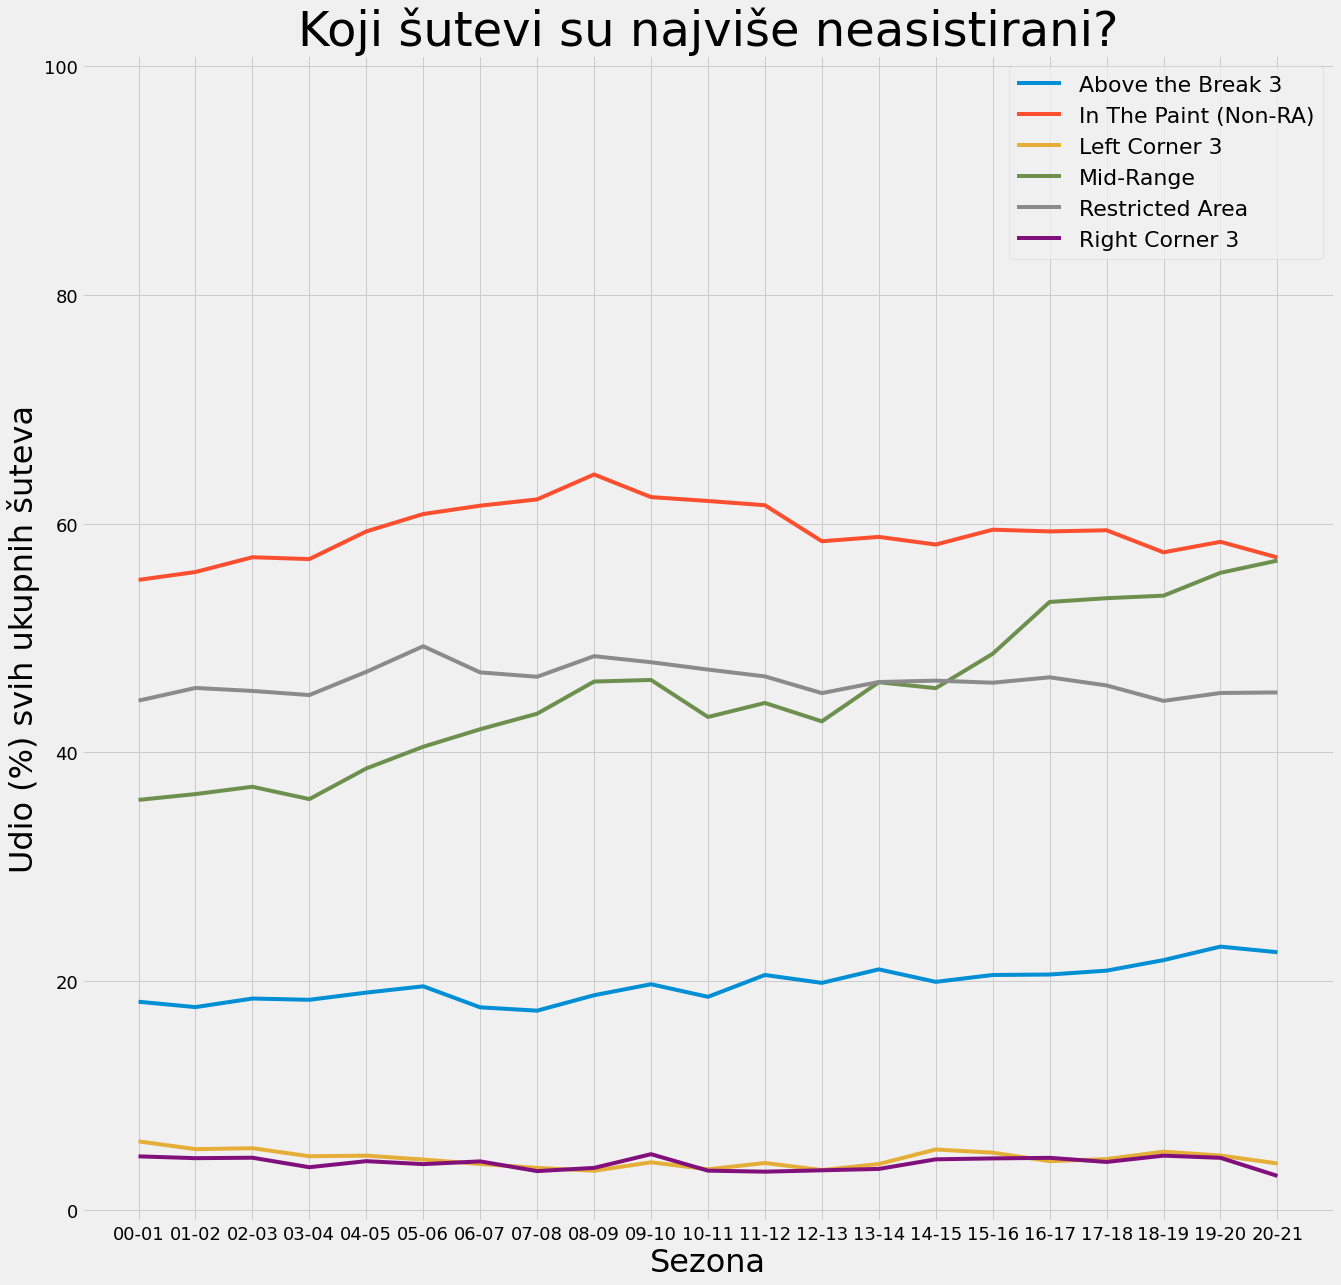 Koji šutevi su najviše neasistirani?
Above the Break 3
In The Paint (Non-RA)
Left Corner 3
Mid-Range
Restricted Area
Right Corner 3
Udio (%) svih ukupnih šuteva
100
80
60
40
20
0
00-01 01-02 02-03 03-04 04-05 05-06 06-07 07-08 08-09 09-10 10-11 11-12 12-13 13-14 14-15 15-16 16-17 17-18 18-19 19-20 20-21
Sezona